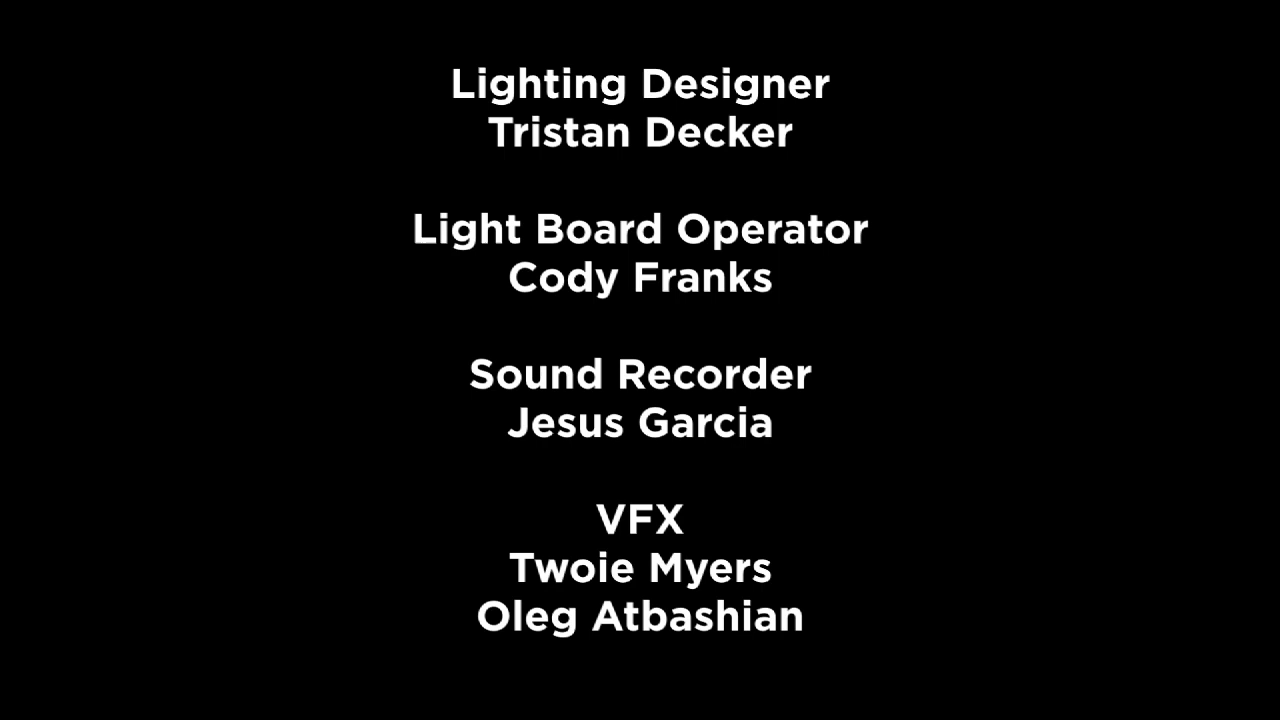 Lighting Designer
Tristan Decker
Light Board Operator
Cody Franks
Sound Recorder
Jesus Garcia
VFX
Twoie Myers
Oleg Atbashian